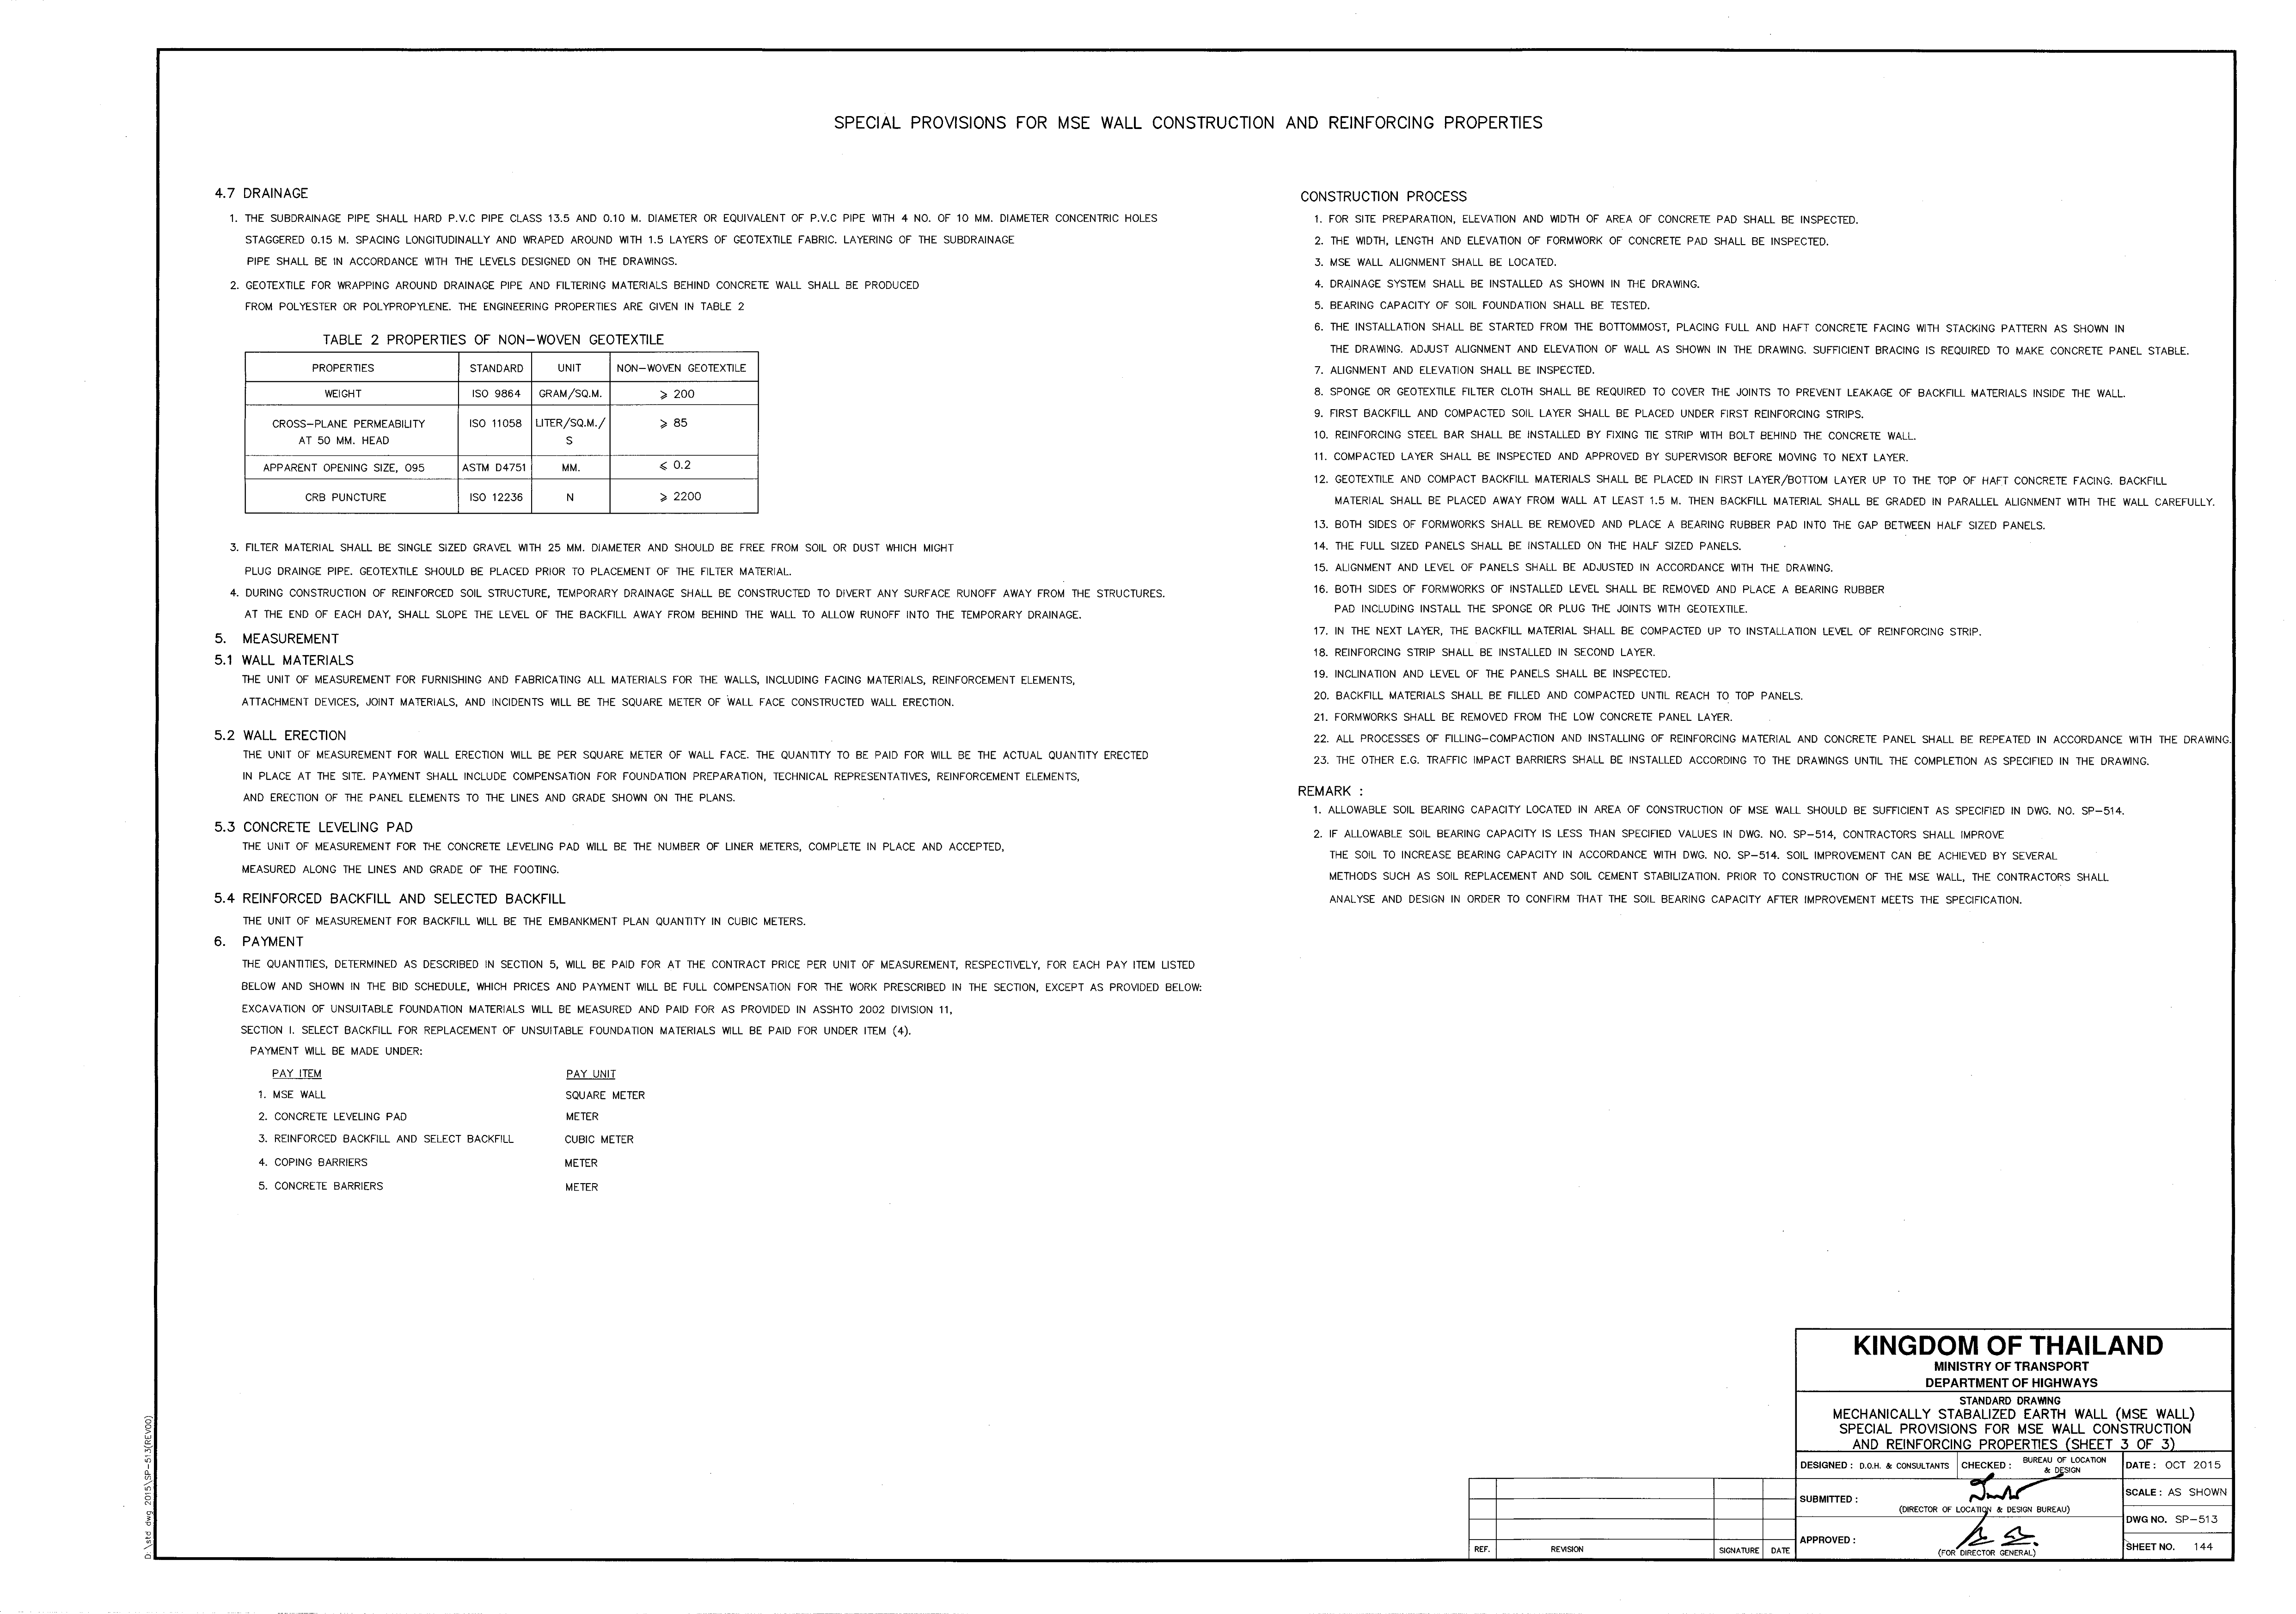 SPECIAL PROVISIONS FOR MSE WALL CONSTRUCTION AND REINFORCING PROPERTIES
4.7 DRAINAGE
1. THE SUBDRAINAGE PIPE SHALL HARD P.V.C PIPE CLASS 13.5 AND 0.10 M. DIAMETER OR EQUIVALENT OF P.V.C PIPE WITH 4 NO. OF 10 MM. DIAMETER CONCENTRIC HOLES
STAGGERED 0.15 M. SPACING LONGITUDINALLY AND WRAPED AROUND WITH 1.5 LAYERS OF GEOTEXTILE FABRIC. LAYERING OF THE SUBDRAINAGE
PIPE SHALL BE IN ACCORDANCE WITH THE LEVELS DESIGNED ON THE DRAWINGS.
2. GEOTEXTILE FOR WRAPPING AROUND DRAINAGE PIPE AND FILTERING MATERIALS BEHIND CONCRETE WALL SHALL BE PRODUCED
FROM POLYESTER OR POLYPROPYLENE. THE ENGINEERING PROPERTIES ARE GIVEN IN TABLE 2
TABLE 2 PROPERTIES OF NON-WOVEN GEOTEXTILE
PROPERTIES STANDARD UNIT NON-WOVEN GEOTEXTILE
WEIGHT ISO 9864 GRAM/SQ.M. ⩾ 200
CROSS-PLANE PERMEABILITY ISO 11058 LITER/SQ.M./ ⩾ 85
AT 50 MM. HEAD S
APPARENT OPENING SIZE, O95 ASTM D4751 MM. ⩽ 0.2
CRB PUNCTURE ISO 12236 N ⩾ 2200
3. FILTER MATERIAL SHALL BE SINGLE SIZED GRAVEL WITH 25 MM. DIAMETER AND SHOULD BE FREE FROM SOIL OR DUST WHICH MIGHT
PLUG DRAINGE PIPE. GEOTEXTILE SHOULD BE PLACED PRIOR TO PLACEMENT OF THE FILTER MATERIAL.
4. DURING CONSTRUCTION OF REINFORCED SOIL STRUCTURE, TEMPORARY DRAINAGE SHALL BE CONSTRUCTED TO DIVERT ANY SURFACE RUNOFF AWAY FROM THE STRUCTURES.
AT THE END OF EACH DAY, SHALL SLOPE THE LEVEL OF THE BACKFILL AWAY FROM BEHIND THE WALL TO ALLOW RUNOFF INTO THE TEMPORARY DRAINAGE.
5. MEASUREMENT
5.1 WALL MATERIALS
THE UNIT OF MEASUREMENT FOR FURNISHING AND FABRICATING ALL MATERIALS FOR THE WALLS, INCLUDING FACING MATERIALS, REINFORCEMENT ELEMENTS,
ATTACHMENT DEVICES, JOINT MATERIALS, AND INCIDENTS WILL BE THE SQUARE METER OF WALL FACE CONSTRUCTED WALL ERECTION.
5.2 WALL ERECTION
THE UNIT OF MEASUREMENT FOR WALL ERECTION WILL BE PER SQUARE METER OF WALL FACE. THE QUANTITY TO BE PAID FOR WILL BE THE ACTUAL QUANTITY ERECTED
IN PLACE AT THE SITE. PAYMENT SHALL INCLUDE COMPENSATION FOR FOUNDATION PREPARATION, TECHNICAL REPRESENTATIVES, REINFORCEMENT ELEMENTS,
AND ERECTION OF THE PANEL ELEMENTS TO THE LINES AND GRADE SHOWN ON THE PLANS.
5.3 CONCRETE LEVELING PAD
THE UNIT OF MEASUREMENT FOR THE CONCRETE LEVELING PAD WILL BE THE NUMBER OF LINER METERS, COMPLETE IN PLACE AND ACCEPTED,
MEASURED ALONG THE LINES AND GRADE OF THE FOOTING.
5.4 REINFORCED BACKFILL AND SELECTED BACKFILL
THE UNIT OF MEASUREMENT FOR BACKFILL WILL BE THE EMBANKMENT PLAN QUANTITY IN CUBIC METERS.
6. PAYMENT
THE QUANTITIES, DETERMINED AS DESCRIBED IN SECTION 5, WILL BE PAID FOR AT THE CONTRACT PRICE PER UNIT OF MEASUREMENT, RESPECTIVELY, FOR EACH PAY ITEM LISTED
BELOW AND SHOWN IN THE BID SCHEDULE, WHICH PRICES AND PAYMENT WILL BE FULL COMPENSATION FOR THE WORK PRESCRIBED IN THE SECTION, EXCEPT AS PROVIDED BELOW:
EXCAVATION OF UNSUITABLE FOUNDATION MATERIALS WILL BE MEASURED AND PAID FOR AS PROVIDED IN ASSHTO 2002 DIVISION 11,
SECTION I. SELECT BACKFILL FOR REPLACEMENT OF UNSUITABLE FOUNDATION MATERIALS WILL BE PAID FOR UNDER ITEM (4).
PAYMENT WILL BE MADE UNDER:
PAY ITEM PAY UNIT
1. MSE WALL SQUARE METER
2. CONCRETE LEVELING PAD METER
3. REINFORCED BACKFILL AND SELECT BACKFILL CUBIC METER
4. COPING BARRIERS METER
5. CONCRETE BARRIERS METER
CONSTRUCTION PROCESS
1. FOR SITE PREPARATION, ELEVATION AND WIDTH OF AREA OF CONCRETE PAD SHALL BE INSPECTED.
2. THE WIDTH, LENGTH AND ELEVATION OF FORMWORK OF CONCRETE PAD SHALL BE INSPECTED.
3. MSE WALL ALIGNMENT SHALL BE LOCATED.
4. DRAINAGE SYSTEM SHALL BE INSTALLED AS SHOWN IN THE DRAWING.
5. BEARING CAPACITY OF SOIL FOUNDATION SHALL BE TESTED.
6. THE INSTALLATION SHALL BE STARTED FROM THE BOTTOMMOST, PLACING FULL AND HAFT CONCRETE FACING WITH STACKING PATTERN AS SHOWN IN
THE DRAWING. ADJUST ALIGNMENT AND ELEVATION OF WALL AS SHOWN IN THE DRAWING. SUFFICIENT BRACING IS REQUIRED TO MAKE CONCRETE PANEL STABLE.
7. ALIGNMENT AND ELEVATION SHALL BE INSPECTED.
8. SPONGE OR GEOTEXTILE FILTER CLOTH SHALL BE REQUIRED TO COVER THE JOINTS TO PREVENT LEAKAGE OF BACKFILL MATERIALS INSIDE THE WALL.
9. FIRST BACKFILL AND COMPACTED SOIL LAYER SHALL BE PLACED UNDER FIRST REINFORCING STRIPS.
10. REINFORCING STEEL BAR SHALL BE INSTALLED BY FIXING TIE STRIP WITH BOLT BEHIND THE CONCRETE WALL.
11. COMPACTED LAYER SHALL BE INSPECTED AND APPROVED BY SUPERVISOR BEFORE MOVING TO NEXT LAYER.
12. GEOTEXTILE AND COMPACT BACKFILL MATERIALS SHALL BE PLACED IN FIRST LAYER/BOTTOM LAYER UP TO THE TOP OF HAFT CONCRETE FACING. BACKFILL
MATERIAL SHALL BE PLACED AWAY FROM WALL AT LEAST 1.5 M. THEN BACKFILL MATERIAL SHALL BE GRADED IN PARALLEL ALIGNMENT WITH THE WALL CAREFULLY.
13. BOTH SIDES OF FORMWORKS SHALL BE REMOVED AND PLACE A BEARING RUBBER PAD INTO THE GAP BETWEEN HALF SIZED PANELS.
14. THE FULL SIZED PANELS SHALL BE INSTALLED ON THE HALF SIZED PANELS.
15. ALIGNMENT AND LEVEL OF PANELS SHALL BE ADJUSTED IN ACCORDANCE WITH THE DRAWING.
16. BOTH SIDES OF FORMWORKS OF INSTALLED LEVEL SHALL BE REMOVED AND PLACE A BEARING RUBBER
PAD INCLUDING INSTALL THE SPONGE OR PLUG THE JOINTS WITH GEOTEXTILE.
17. IN THE NEXT LAYER, THE BACKFILL MATERIAL SHALL BE COMPACTED UP TO INSTALLATION LEVEL OF REINFORCING STRIP.
18. REINFORCING STRIP SHALL BE INSTALLED IN SECOND LAYER.
19. INCLINATION AND LEVEL OF THE PANELS SHALL BE INSPECTED.
20. BACKFILL MATERIALS SHALL BE FILLED AND COMPACTED UNTIL REACH TO TOP PANELS.
21. FORMWORKS SHALL BE REMOVED FROM THE LOW CONCRETE PANEL LAYER.
22. ALL PROCESSES OF FILLING-COMPACTION AND INSTALLING OF REINFORCING MATERIAL AND CONCRETE PANEL SHALL BE REPEATED IN ACCORDANCE WITH THE DRAWING.
23. THE OTHER E.G. TRAFFIC IMPACT BARRIERS SHALL BE INSTALLED ACCORDING TO THE DRAWINGS UNTIL THE COMPLETION AS SPECIFIED IN THE DRAWING.
REMARK :
1. ALLOWABLE SOIL BEARING CAPACITY LOCATED IN AREA OF CONSTRUCTION OF MSE WALL SHOULD BE SUFFICIENT AS SPECIFIED IN DWG. NO. SP-514.
2. IF ALLOWABLE SOIL BEARING CAPACITY IS LESS THAN SPECIFIED VALUES IN DWG. NO. SP-514, CONTRACTORS SHALL IMPROVE
THE SOIL TO INCREASE BEARING CAPACITY IN ACCORDANCE WITH DWG. NO. SP-514. SOIL IMPROVEMENT CAN BE ACHIEVED BY SEVERAL
METHODS SUCH AS SOIL REPLACEMENT AND SOIL CEMENT STABILIZATION. PRIOR TO CONSTRUCTION OF THE MSE WALL, THE CONTRACTORS SHALL
ANALYSE AND DESIGN IN ORDER TO CONFIRM THAT THE SOIL BEARING CAPACITY AFTER IMPROVEMENT MEETS THE SPECIFICATION.
D:\std dwg 2015\SP-513(REV00)
REF. REVISION SIGNATURE DATE
KINGDOM OF THAILAND
MINISTRY OF TRANSPORT
DEPARTMENT OF HIGHWAYS
STANDARD DRAWING
MECHANICALLY STABALIZED EARTH WALL (MSE WALL)
SPECIAL PROVISIONS FOR MSE WALL CONSTRUCTION
AND REINFORCING PROPERTIES (SHEET 3 OF 3)
DESIGNED : D.O.H. & CONSULTANTS CHECKED : BUREAU OF LOCATION & DESIGN DATE : OCT 2015
SUBMITTED : (DIRECTOR OF LOCATION & DESIGN BUREAU) SCALE : AS SHOWN
DWG NO. SP-513
APPROVED : (FOR DIRECTOR GENERAL) SHEET NO. 144